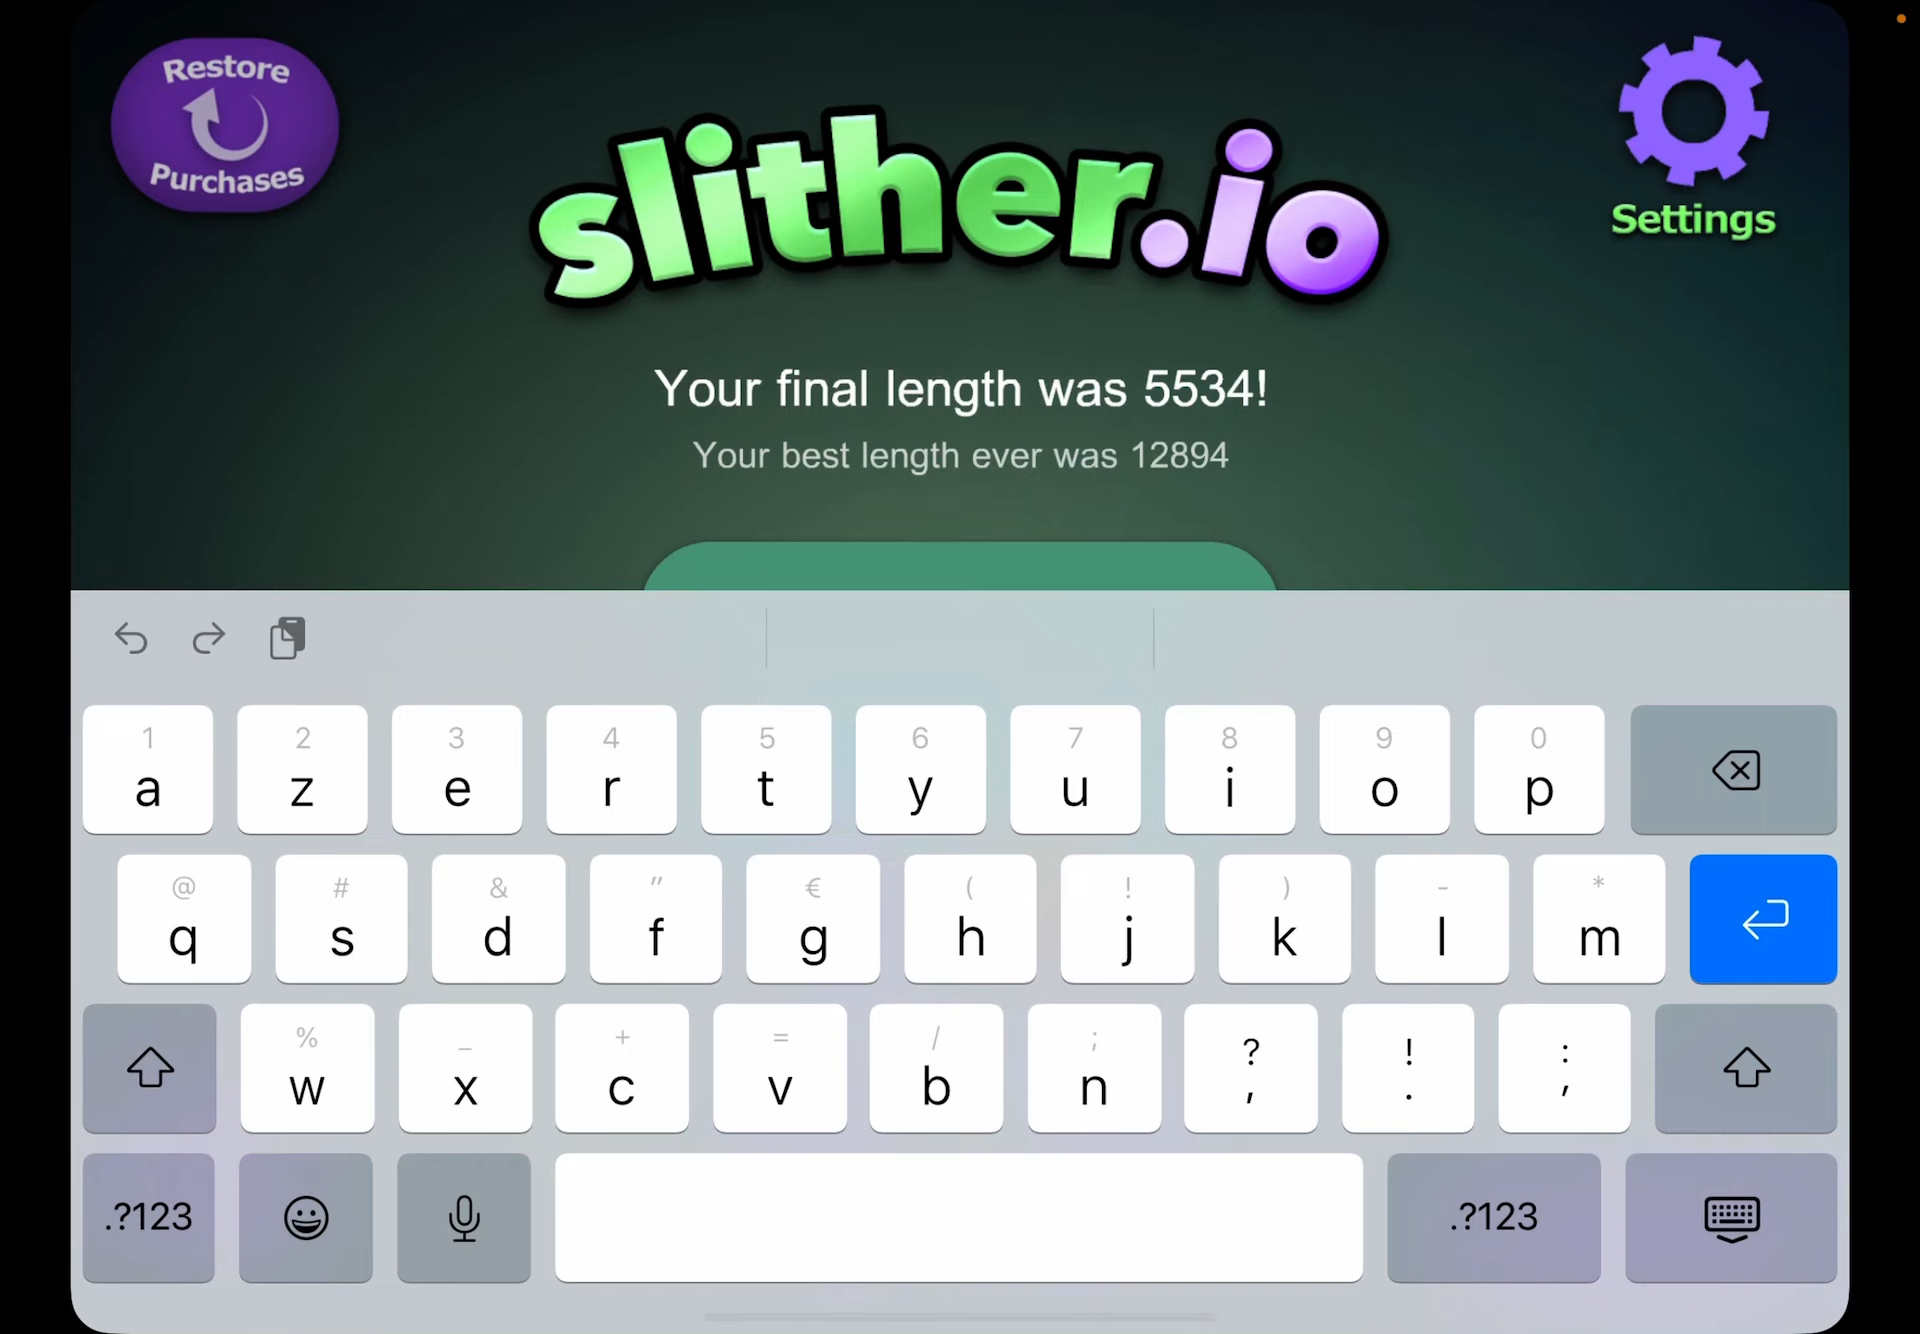 Restore
Purchases
slither.io
Settings
Your final length was 5534!
Your best length ever was 12894
1 2 3 4 5 6 7 8 9 0
a z e r t y u i o p
@ # & " € ( ! ) - *
q s d f g h j k l m
% _ + = / ; ? ! :
w x c v b n , . ,
.?123 .?123